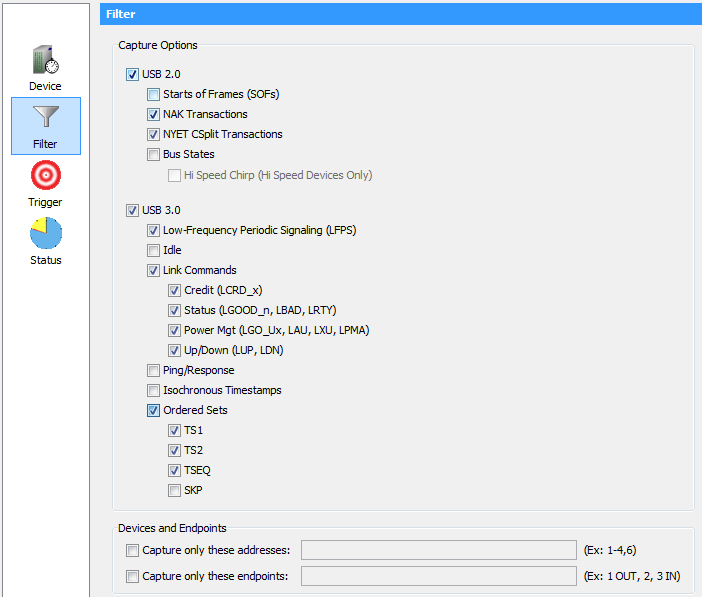 Filter
Device
Filter
Trigger
Status
Capture Options
USB 2.0
Starts of Frames (SOFs)
NAK Transactions
NYET CSplit Transactions
Bus States
Hi Speed Chirp (Hi Speed Devices Only)
USB 3.0
Low-Frequency Periodic Signaling (LFPS)
Idle
Link Commands
Credit (LCRD_x)
Status (LGOOD_n, LBAD, LRTY)
Power Mgt (LGO_Ux, LAU, LXU, LPMA)
Up/Down (LUP, LDN)
Ping/Response
Isochronous Timestamps
Ordered Sets
TS1
TS2
TSEQ
SKP
Devices and Endpoints
Capture only these addresses: (Ex: 1-4,6)
Capture only these endpoints: (Ex: 1 OUT, 2, 3 IN)